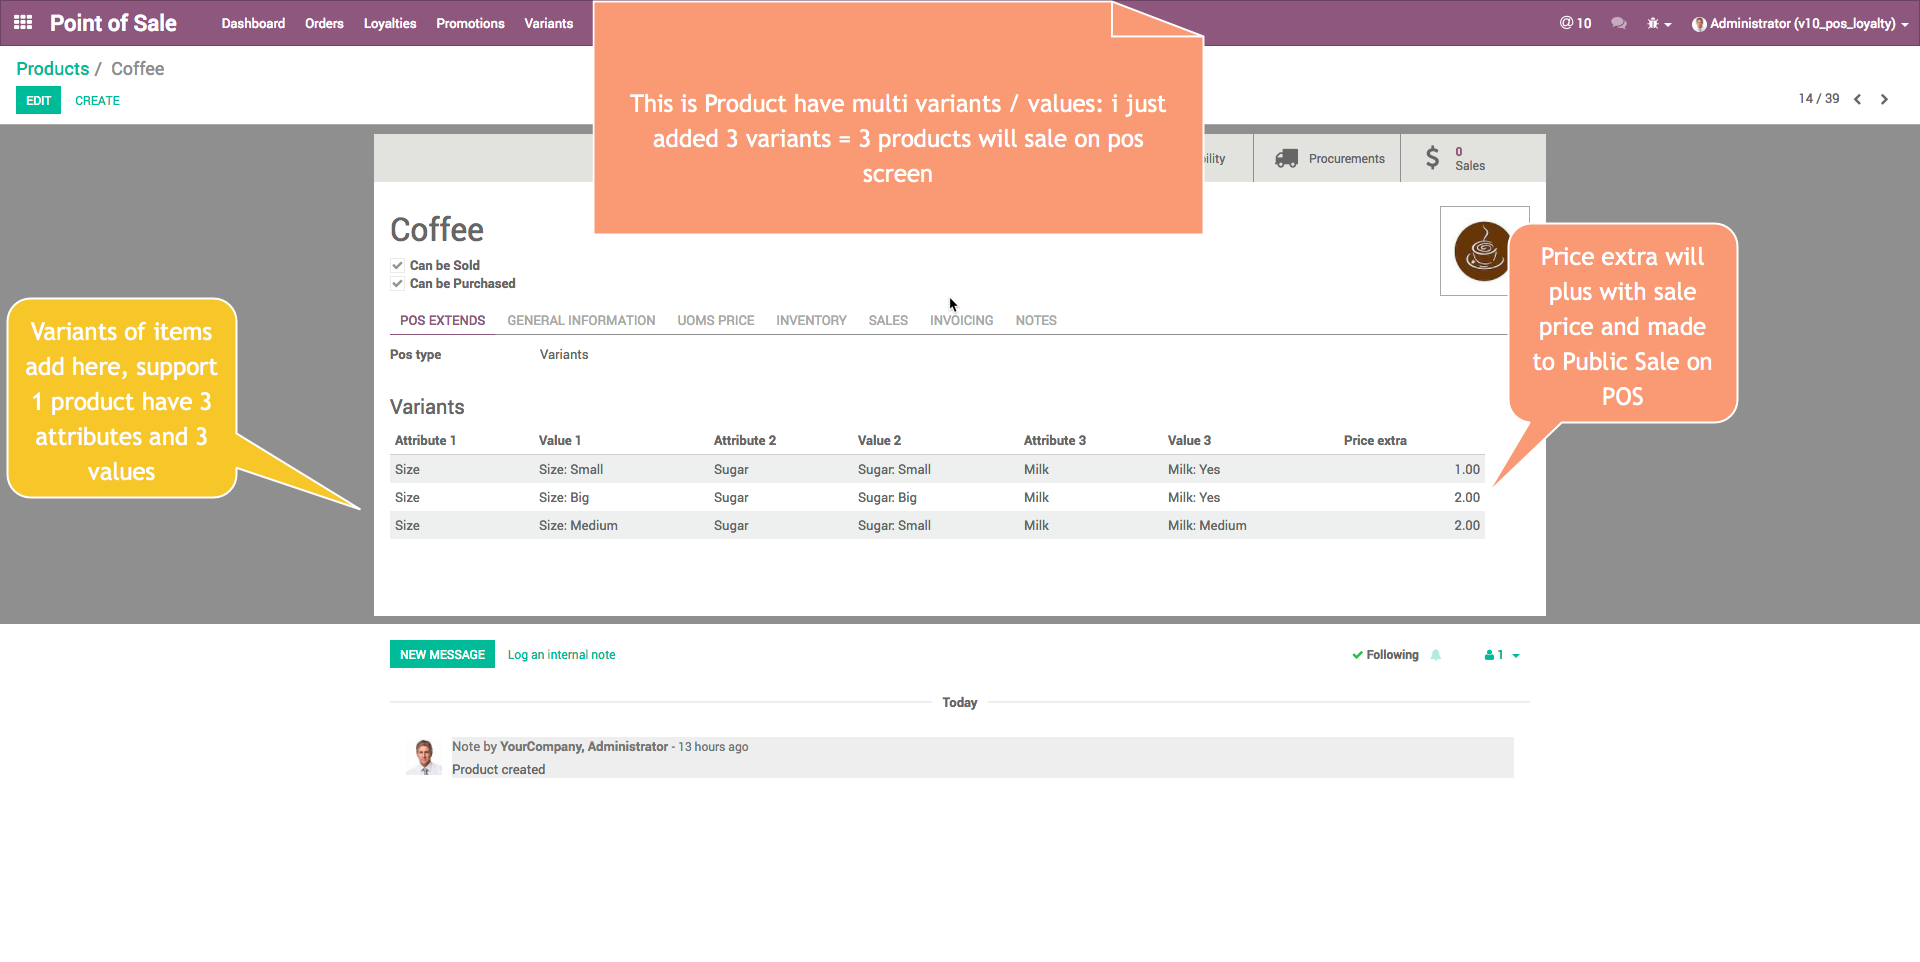 Point of Sale Dashboard Orders Loyalties Promotions Variants @ 10 Administrator (v10_pos_loyalty)
Products / Coffee
EDIT CREATE 14 / 39
This is Product have multi variants / values: i just
added 3 variants = 3 products will sale on pos
screen
Procurements
0
Sales
Coffee
Can be Sold
Can be Purchased
Price extra will
plus with sale
price and made
to Public Sale on
POS
Variants of items
add here, support
1 product have 3
attributes and 3
values
POS EXTENDS GENERAL INFORMATION UOMS PRICE INVENTORY SALES INVOICING NOTES
Pos type Variants
Variants
Attribute 1 Value 1 Attribute 2 Value 2 Attribute 3 Value 3 Price extra
Size Size: Small Sugar Sugar: Small Milk Milk: Yes 1.00
Size Size: Big Sugar Sugar: Big Milk Milk: Yes 2.00
Size Size: Medium Sugar Sugar: Small Milk Milk: Medium 2.00
NEW MESSAGE Log an internal note Following 1
Today
Note by YourCompany, Administrator - 13 hours ago
Product created